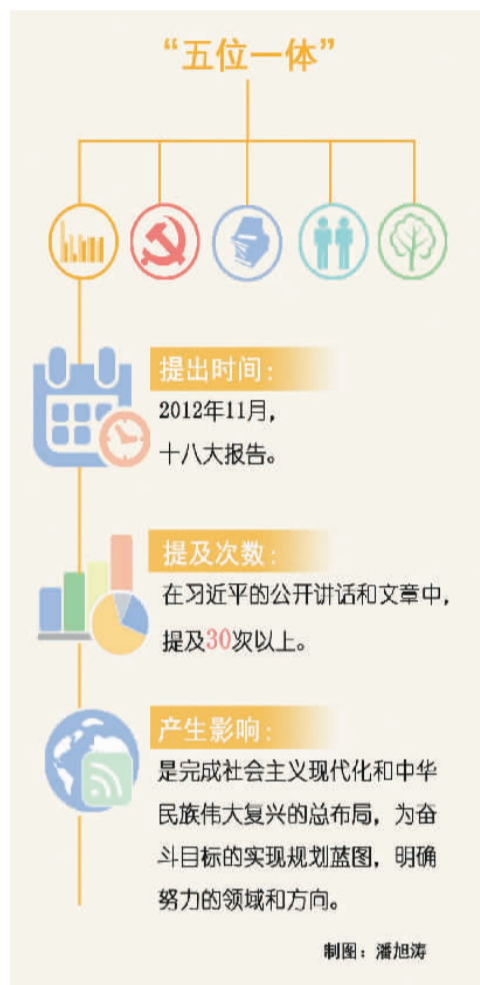 “五位一体”
提出时间：
2012年11月，
十八大报告。
提及次数：
在习近平的公开讲话和文章中，
提及30次以上。
产生影响：
是完成社会主义现代化和中华
民族伟大复兴的总布局，为奋
斗目标的实现规划蓝图，明确
努力的领域和方向。
制图：潘旭涛